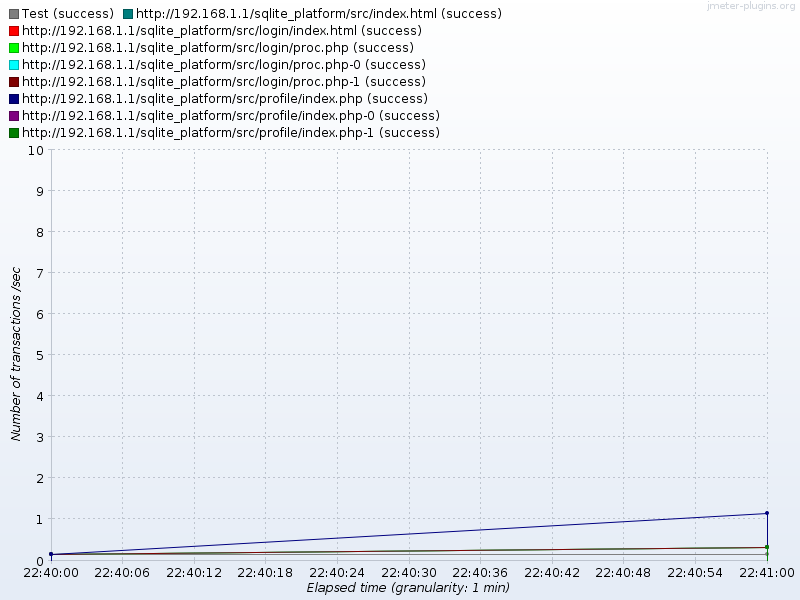 jmeter-plugins.org
Test (success) http://192.168.1.1/sqlite_platform/src/index.html (success)
http://192.168.1.1/sqlite_platform/src/login/index.html (success)
http://192.168.1.1/sqlite_platform/src/login/proc.php (success)
http://192.168.1.1/sqlite_platform/src/login/proc.php-0 (success)
http://192.168.1.1/sqlite_platform/src/login/proc.php-1 (success)
http://192.168.1.1/sqlite_platform/src/profile/index.php (success)
http://192.168.1.1/sqlite_platform/src/profile/index.php-0 (success)
http://192.168.1.1/sqlite_platform/src/profile/index.php-1 (success)
Number of transactions /sec
10
9
8
7
6
5
4
3
2
1
0
22:40:00 22:40:06 22:40:12 22:40:18 22:40:24 22:40:30 22:40:36 22:40:42 22:40:48 22:40:54 22:41:00
Elapsed time (granularity: 1 min)